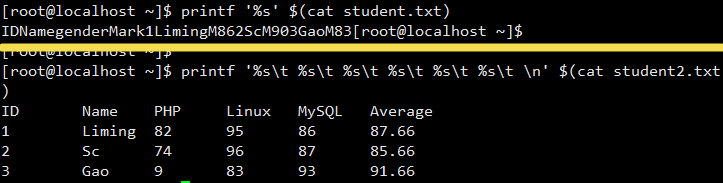 [root@localhost ~]$ printf '%s' $(cat student.txt)
IDNamegenderMark1LimingM862ScM903GaoM83[root@localhost ~]$
[root@localhost ~]$
[root@localhost ~]$ printf '%s\t %s\t %s\t %s\t %s\t %s\t \n' $(cat student2.txt
)
ID Name PHP Linux MySQL Average
1 Liming 82 95 86 87.66
2 Sc 74 96 87 85.66
3 Gao 9 83 93 91.66